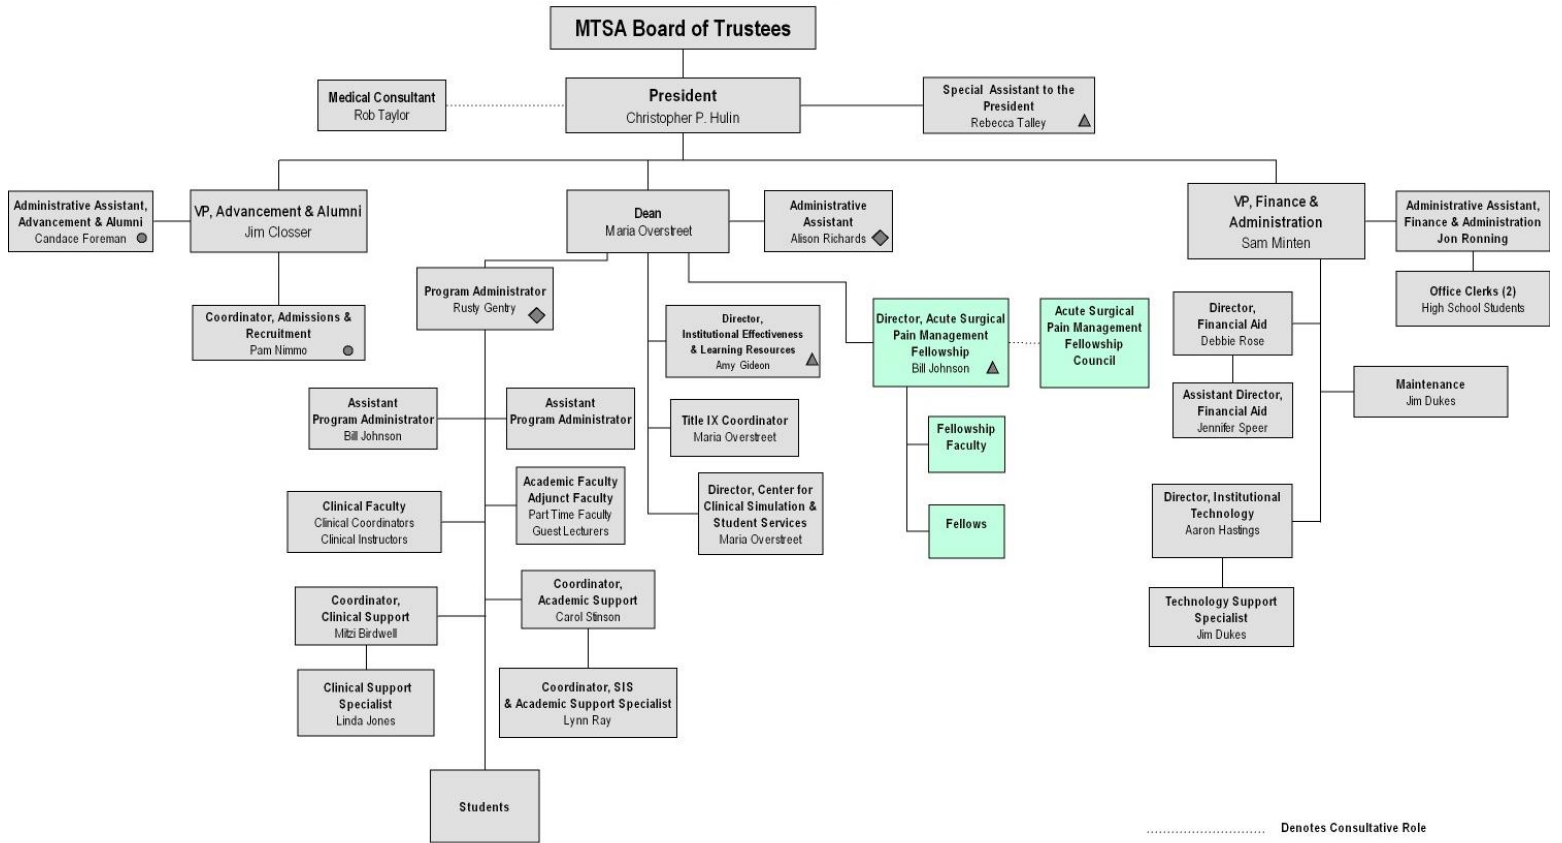 MTSA Board of Trustees
Medical Consultant
Rob Taylor
President
Christopher P. Hulin
Special Assistant to the
President
Rebecca Talley
Administrative Assistant,
Advancement & Alumni
Candace Foreman
VP, Advancement & Alumni
Jim Closser
Dean
Maria Overstreet
Administrative
Assistant
Alison Richards
VP, Finance &
Administration
Sam Minten
Administrative Assistant,
Finance & Administration
Jon Ronning
Office Clerks (2)
High School Students
Coordinator, Admissions &
Recruitment
Pam Nimmo
Program Administrator
Rusty Gentry
Director,
Institutional Effectiveness
& Learning Resources
Amy Gideon
Director, Acute Surgical
Pain Management
Fellowship
Bill Johnson
Acute Surgical
Pain Management
Fellowship
Council
Director,
Financial Aid
Debbie Rose
Assistant Director,
Financial Aid
Jennifer Speer
Maintenance
Jim Dukes
Assistant
Program Administrator
Bill Johnson
Assistant
Program Administrator
Title IX Coordinator
Maria Overstreet
Fellowship
Faculty
Clinical Faculty
Clinical Coordinators
Clinical Instructors
Academic Faculty
Adjunct Faculty
Part Time Faculty
Guest Lecturers
Director, Center for
Clinical Simulation &
Student Services
Maria Overstreet
Fellows
Director, Institutional
Technology
Aaron Hastings
Coordinator,
Clinical Support
Mitzi Birdwell
Coordinator,
Academic Support
Carol Stinson
Technology Support
Specialist
Jim Dukes
Clinical Support
Specialist
Linda Jones
Coordinator, SIS
& Academic Support Specialist
Lynn Ray
Students
Denotes Consultative Role